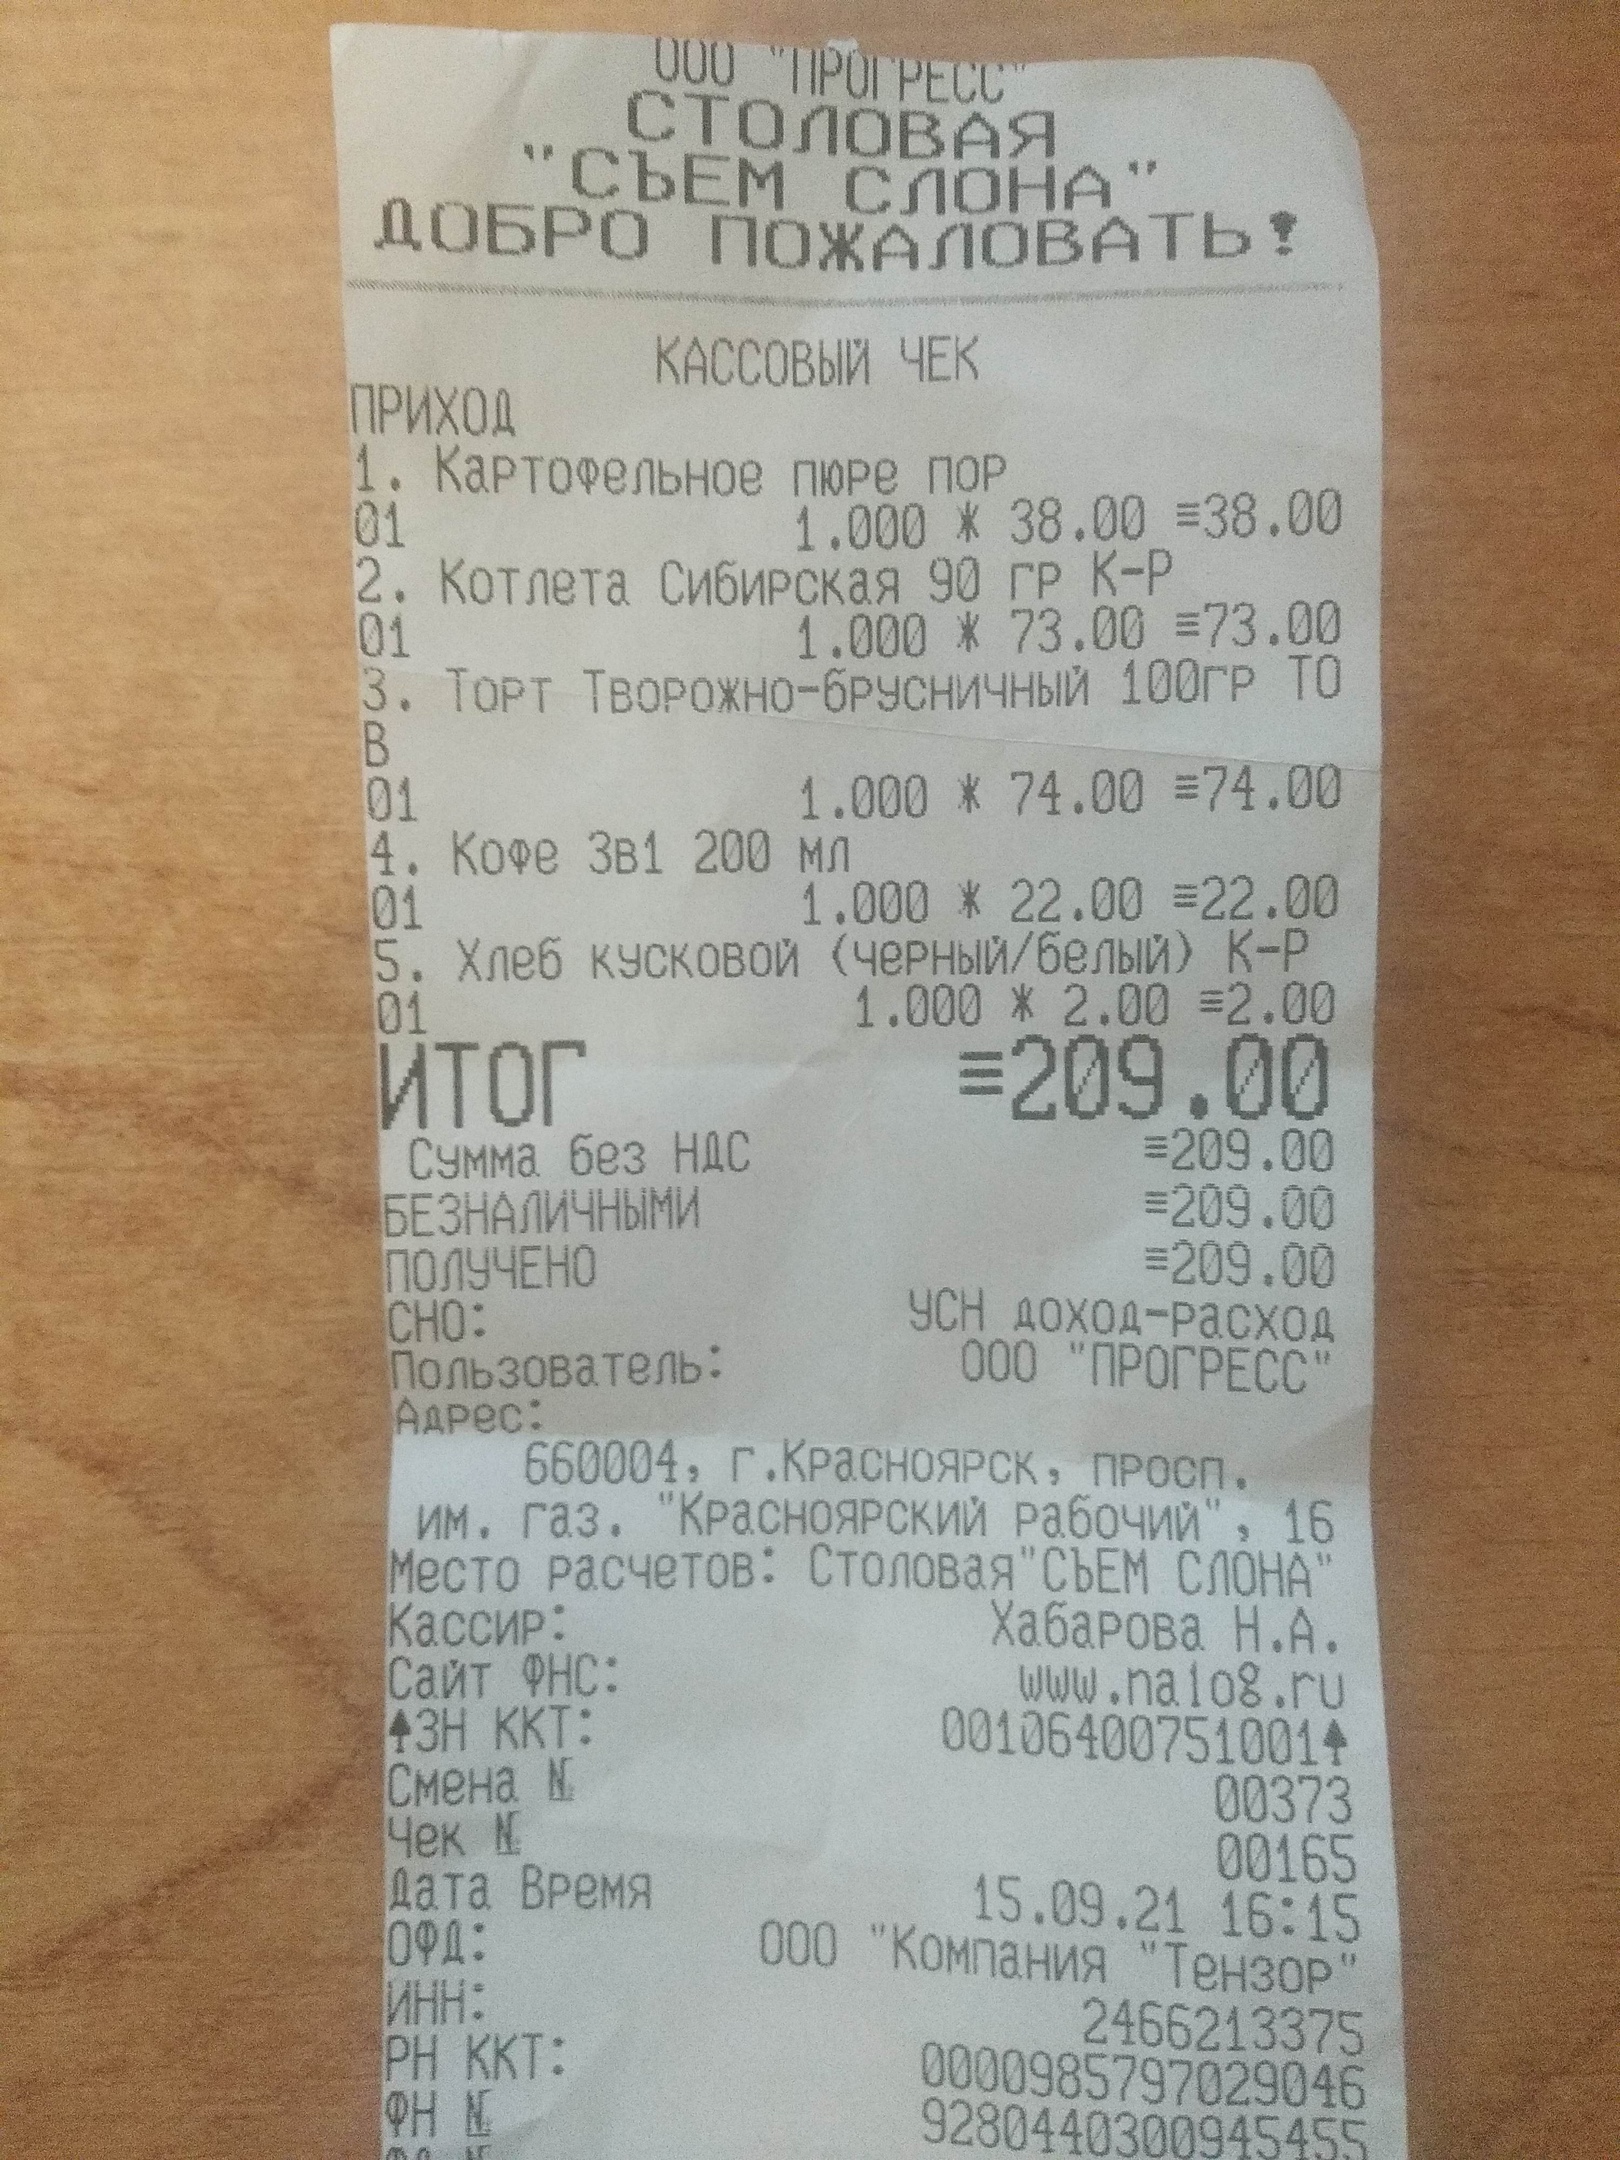 ООО "ПРОГРЕСС"
СТОЛОВАЯ
"СЪЕМ СЛОНА"
ДОБРО ПОЖАЛОВАТЬ!
КАССОВЫЙ ЧЕК
ПРИХОД
1. Картофельное пюре пор
01 1.000 * 38.00 ≡38.00
2. Котлета Сибирская 90 гр К-Р
01 1.000 * 73.00 ≡73.00
3. Торт Творожно-брусничный 100гр ТО
В
01 1.000 * 74.00 ≡74.00
4. Кофе 3в1 200 мл
01 1.000 * 22.00 ≡22.00
5. Хлеб кусковой (черный/белый) К-Р
01 1.000 * 2.00 ≡2.00
ИТОГ ≡209.00
Сумма без НДС ≡209.00
БЕЗНАЛИЧНЫМИ ≡209.00
ПОЛУЧЕНО ≡209.00
СНО: УСН доход-расход
Пользователь: ООО "ПРОГРЕСС"
Адрес:
660004, г.Красноярск, просп.
им. газ. "Красноярский рабочий", 16
Место расчетов: Столовая"СЪЕМ СЛОНА"
Кассир: Хабарова Н.А.
Сайт ФНС: www.nalog.ru
↑ЗН ККТ: 00106400751001↑
Смена № 00373
Чек № 00165
Дата Время 15.09.21 16:15
ОФД: ООО "Компания "Тензор"
ИНН: 2466213375
РН ККТ: 0000985797029046
ФН № 9280440300945455